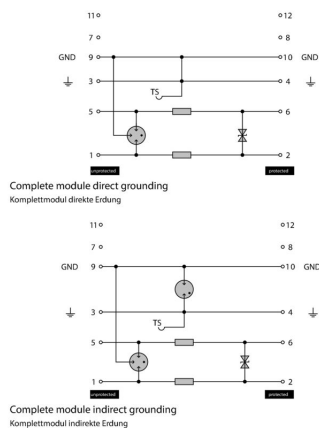 11 12
7 8
GND 9 10 GND
3 4
TS
5 6
1 2
unprotected protected
Complete module direct grounding
Komplettmodul direkte Erdung
11 12
7 8
GND 9 10 GND
3 4
TS
5 6
1 2
unprotected protected
Complete module indirect grounding
Komplettmodul indirekte Erdung